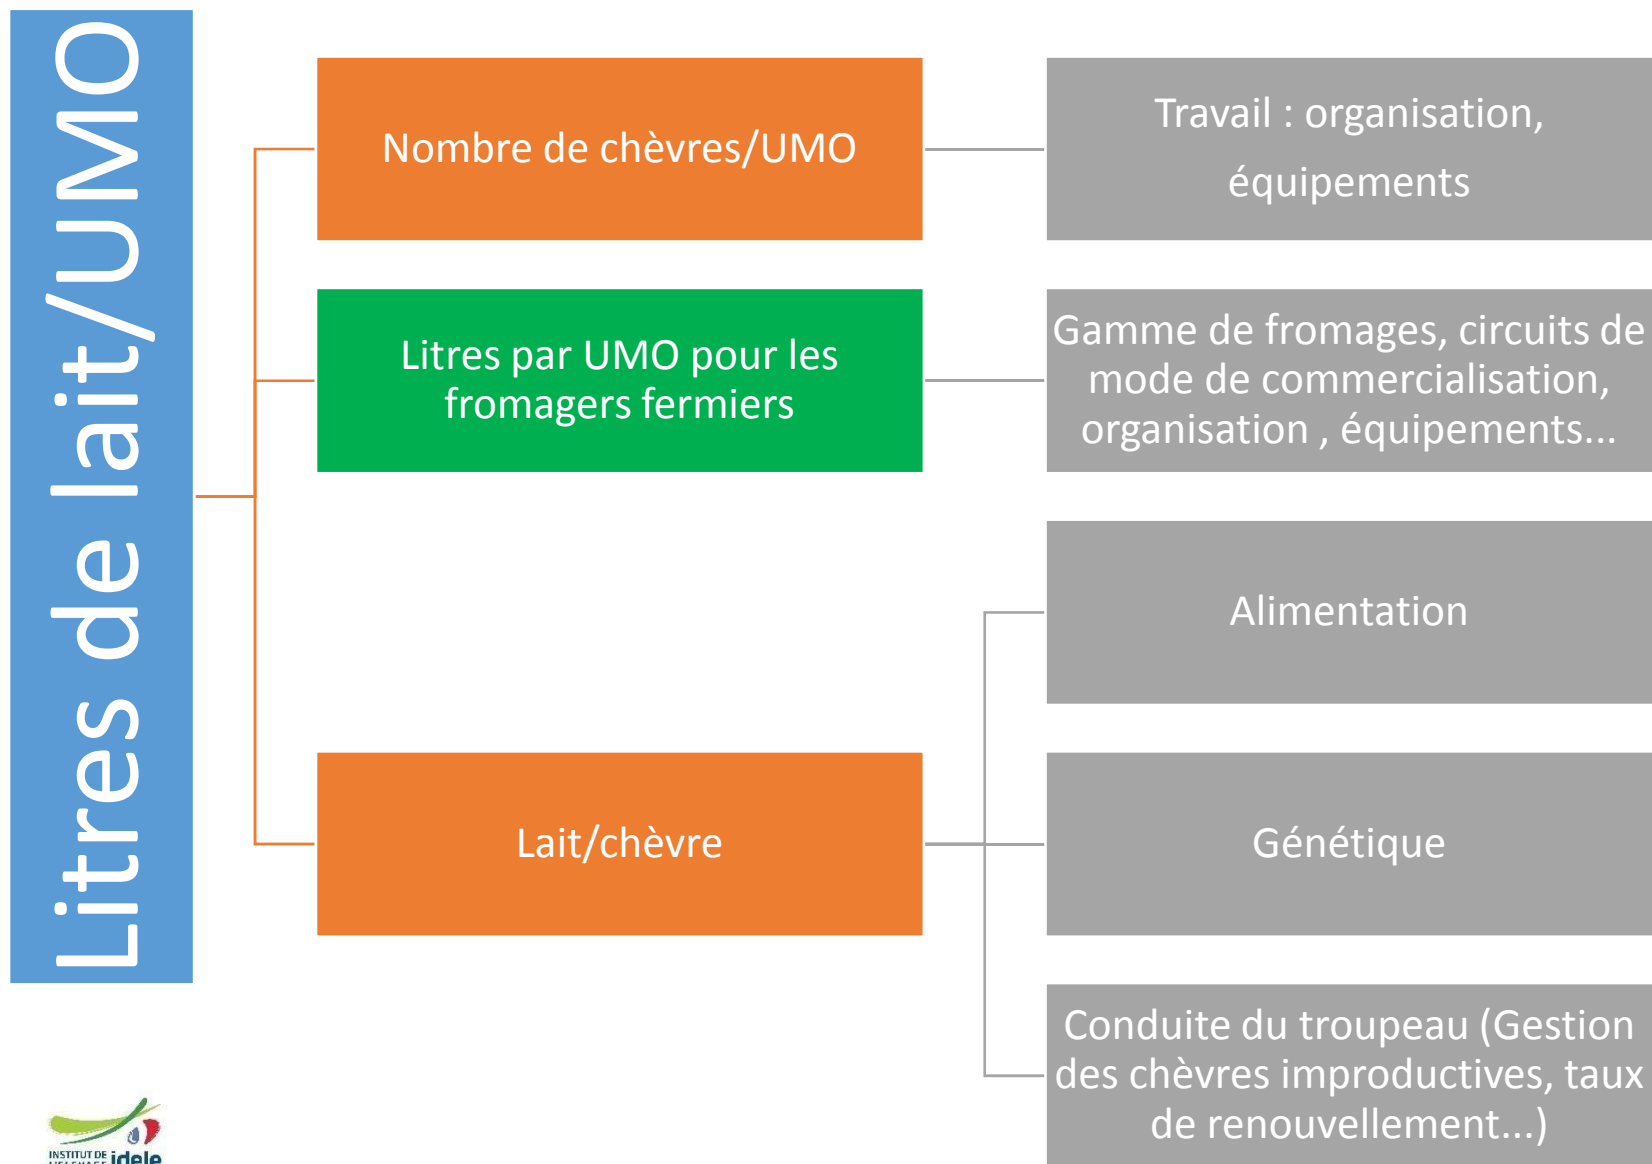 Litres de lait/UMO
Nombre de chèvres/UMO
Travail : organisation,
équipements
Litres par UMO pour les
fromagers fermiers
Gamme de fromages, circuits de
mode de commercialisation,
organisation , équipements...
Lait/chèvre
Alimentation
Génétique
Conduite du troupeau (Gestion
des chèvres improductives, taux
de renouvellement...)
INSTITUT DE
L'ELEVAGE idele